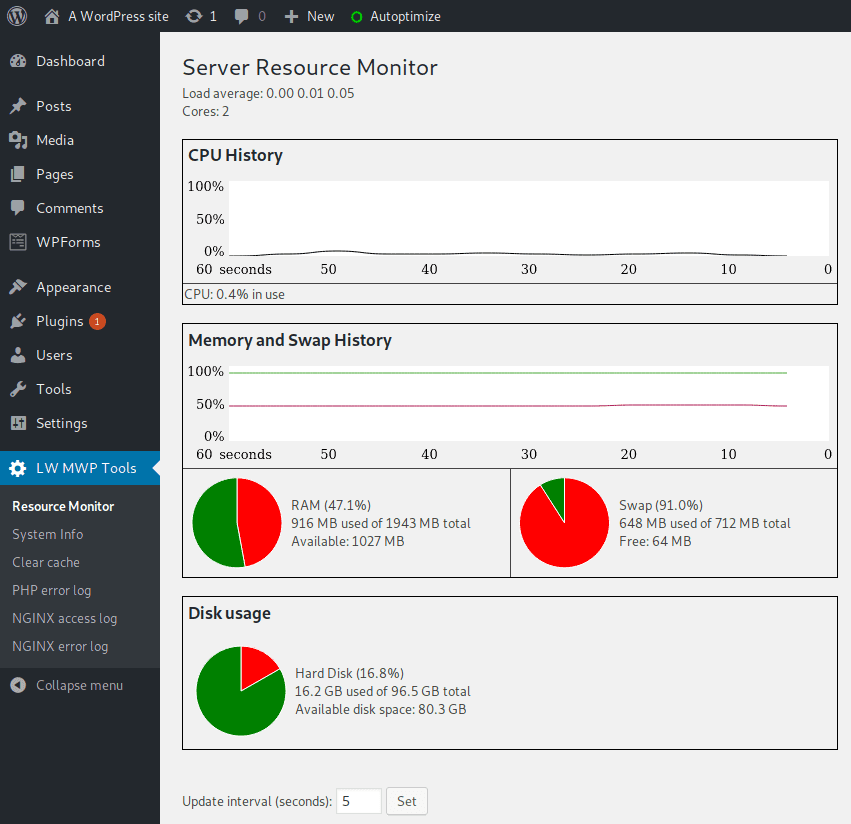 A WordPress site 1 0 New Autoptimize
Dashboard
Posts
Media
Pages
Comments
WPForms
Appearance
Plugins 1
Users
Tools
Settings
LW MWP Tools
Resource Monitor
System Info
Clear cache
PHP error log
NGINX access log
NGINX error log
Collapse menu
Server Resource Monitor
Load average: 0.00 0.01 0.05
Cores: 2
CPU History
100%
50%
0%
60 seconds 50 40 30 20 10 0
CPU: 0.4% in use
Memory and Swap History
100%
50%
0%
60 seconds 50 40 30 20 10 0
RAM (47.1%)
916 MB used of 1943 MB total
Available: 1027 MB
Swap (91.0%)
648 MB used of 712 MB total
Free: 64 MB
Disk usage
Hard Disk (16.8%)
16.2 GB used of 96.5 GB total
Available disk space: 80.3 GB
Update interval (seconds): 5 Set